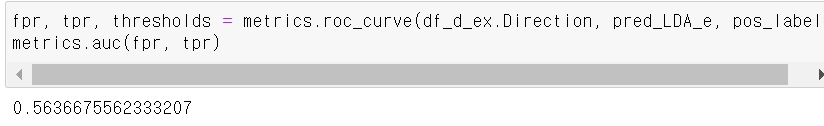 fpr, tpr, thresholds = metrics.roc_curve(df_d_ex.Direction, pred_LDA_e, pos_label
metrics.auc(fpr, tpr)
0.5636675562333207